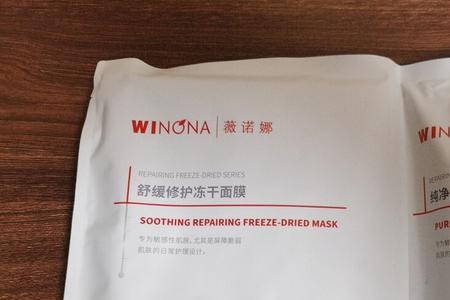 WINONA 薇诺娜
REPAIRING FREEZE-DRIED SERIES
舒缓修护冻干面膜
SOOTHING REPAIRING FREEZE-DRIED MASK
专为敏感性肌肤,尤其是屏障脆弱
肌肤的日常护理设计。
WIN
纯净
PUR